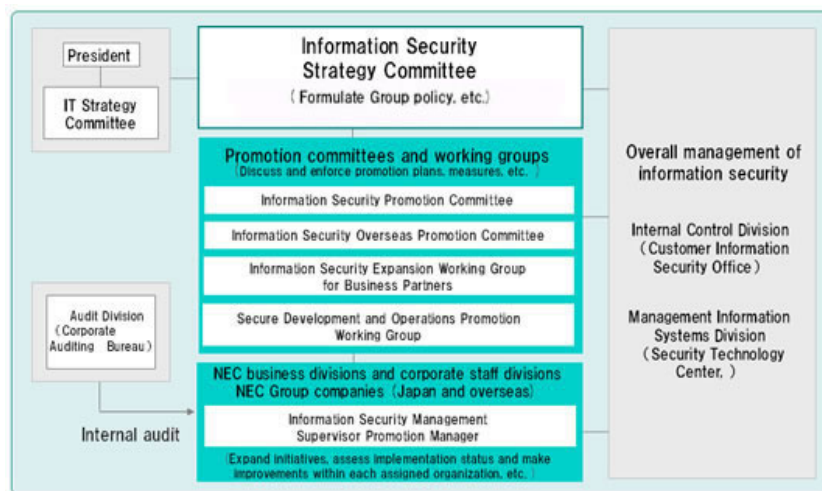 President
IT Strategy
Committee
Information Security
Strategy Committee
( Formulate Group policy, etc.)
Promotion committees and working groups
(Discuss and enforce promotion plans, measures, etc. )
Information Security Promotion Committee
Information Security Overseas Promotion Committee
Information Security Expansion Working Group
for Business Partners
Secure Development and Operations Promotion
Working Group
Audit Division
(Corporate
Auditing Bureau)
Internal audit
NEC business divisions and corporate staff divisions
NEC Group companies (Japan and overseas)
Information Security Management
Supervisor Promotion Manager
(Expand initiatives, assess implementation status and make
improvements within each assigned organization, etc. )
Overall management of
information security
Internal Control Division
(Customer Information
Security Office)
Management Information
Systems Division
(Security Technology
Center, )